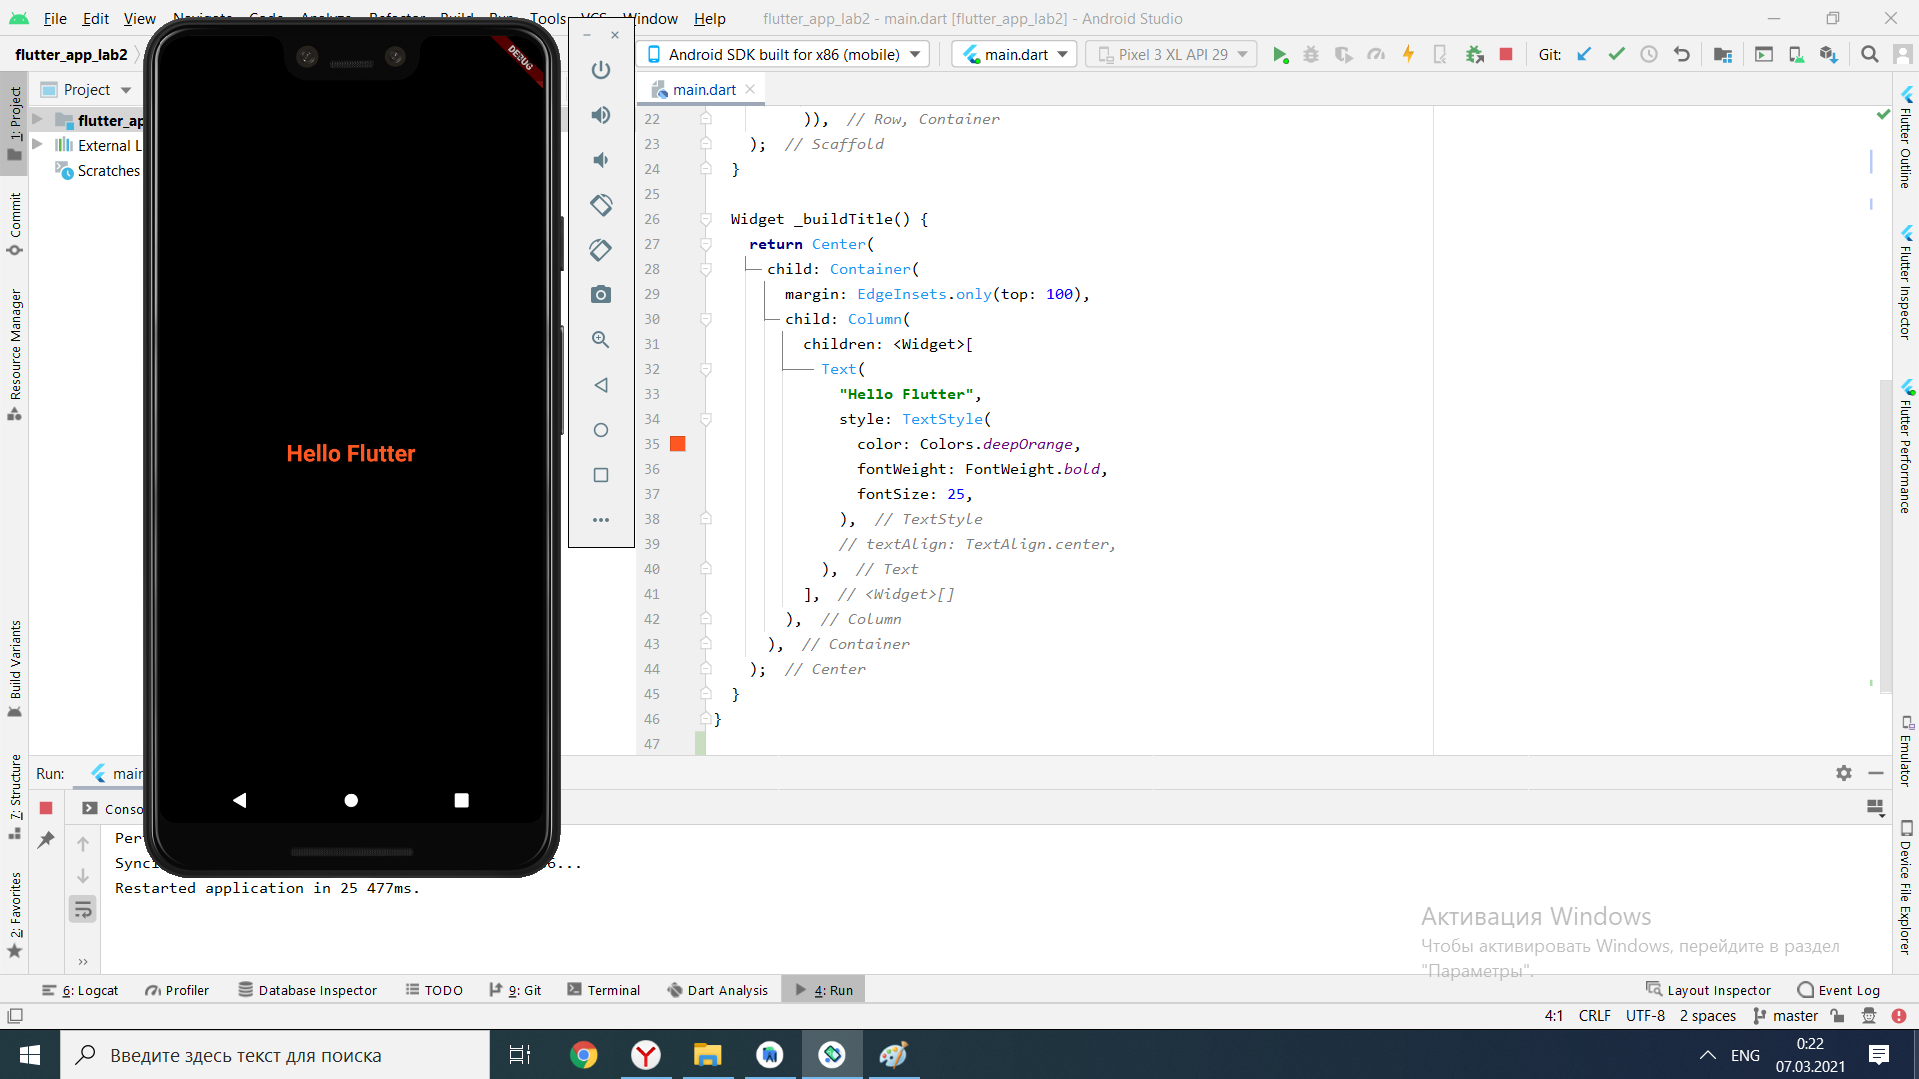 File Edit View Tools Window Help flutter_app_lab2 - main.dart [flutter_app_lab2] - Android Studio
flutter_app_lab2 Android SDK built for x86 (mobile) main.dart Pixel 3 XL API 29 Git:
Project main.dart
flutter_ap
External L
Scratches
1: Project
Commit
Resource Manager
Build Variants
7: Structure
2: Favorites
DEBUG
Hello Flutter
22 )), // Row, Container
23 ); // Scaffold
24 }
25
26 Widget _buildTitle() {
27 return Center(
28 child: Container(
29 margin: EdgeInsets.only(top: 100),
30 child: Column(
31 children: <Widget>[
32 Text(
33 "Hello Flutter",
34 style: TextStyle(
35 color: Colors.deepOrange,
36 fontWeight: FontWeight.bold,
37 fontSize: 25,
38 ), // TextStyle
39 // textAlign: TextAlign.center,
40 ), // Text
41 ], // <Widget>[]
42 ), // Column
43 ), // Container
44 ); // Center
45 }
46 }
47
Flutter Outline
Flutter Inspector
Flutter Performance
Emulator
Device File Explorer
Run: main
Conso
Per
Synci 6...
Restarted application in 25 477ms.
Активация Windows
Чтобы активировать Windows, перейдите в раздел
"Параметры".
6: Logcat Profiler Database Inspector TODO 9: Git Terminal Dart Analysis 4: Run Layout Inspector Event Log
4:1 CRLF UTF-8 2 spaces master
Введите здесь текст для поиска ENG 0:22
07.03.2021